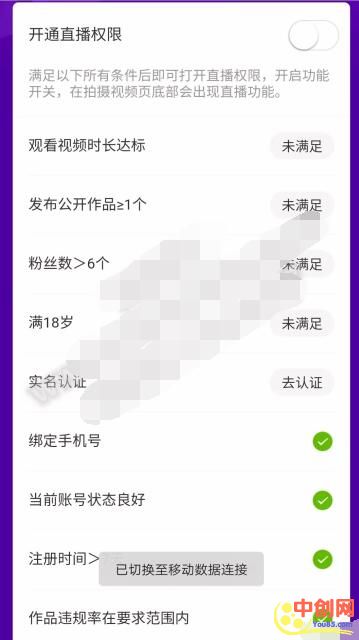 开通直播权限
满足以下所有条件后即可打开直播权限，开启功能
开关，在拍摄视频页底部会出现直播功能。
观看视频时长达标 未满足
发布公开作品≥1个 未满足
粉丝数＞6个 未满足
满18岁 未满足
实名认证 去认证
绑定手机号
当前账号状态良好
注册时间＞
已切换至移动数据连接
作品违规率在要求范围内
中创网
You85.com